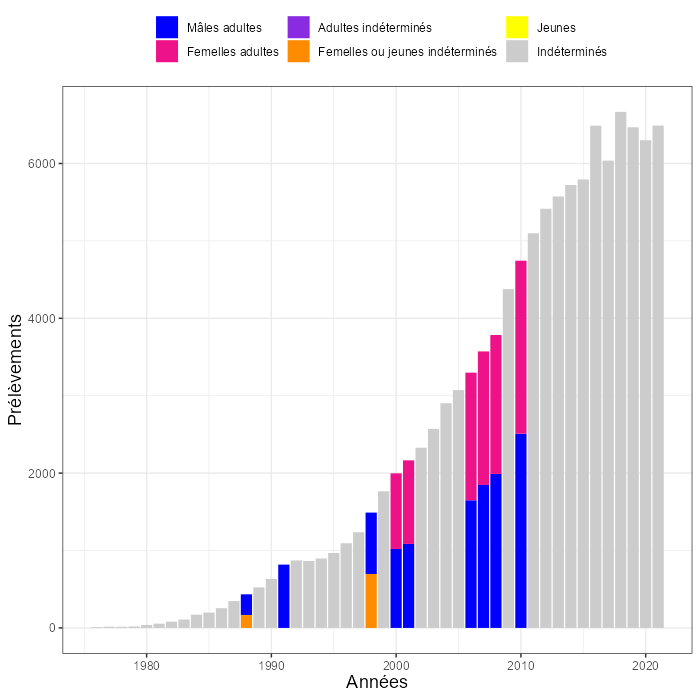 Mâles adultes
Adultes indéterminés
Jeunes
Femelles adultes
Femelles ou jeunes indéterminés
Indéterminés
6000
4000
2000
0
Prélèvements
1980
1990
2000
2010
2020
Années